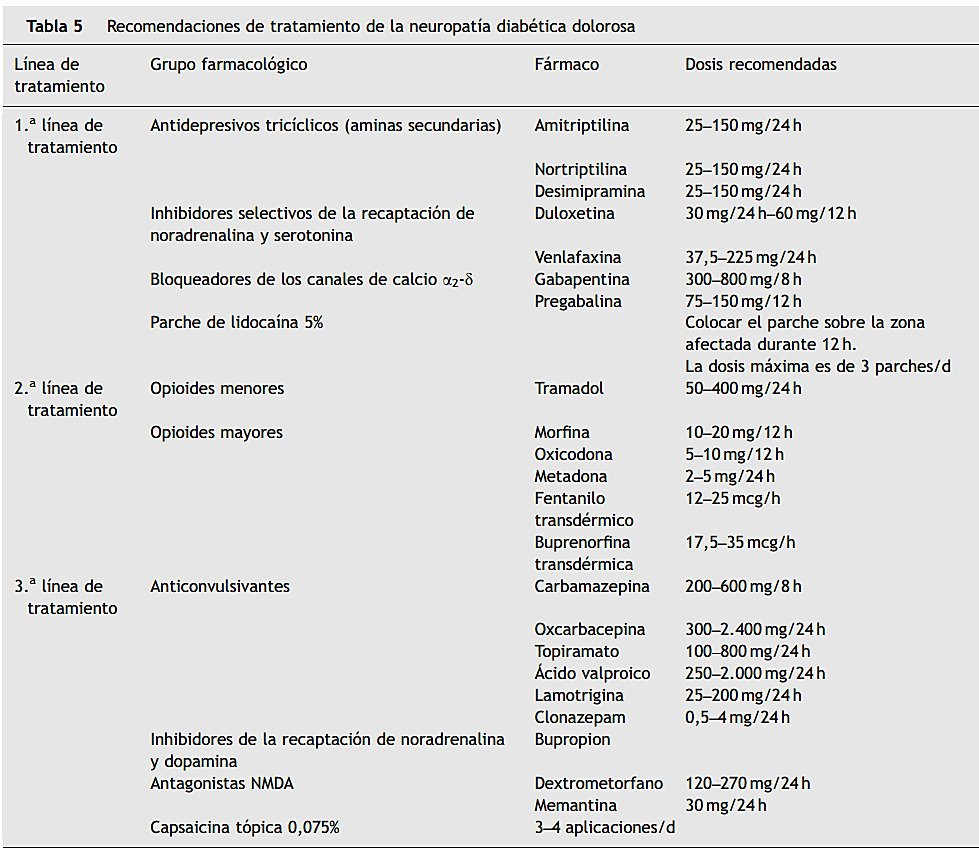 Tabla 5 Recomendaciones de tratamiento de la neuropatía diabética dolorosa
Línea de Grupo farmacológico Fármaco Dosis recomendadas
tratamiento
1.ª línea de Antidepresivos tricíclicos (aminas secundarias) Amitriptilina 25–150 mg/24 h
tratamiento
Nortriptilina 25–150 mg/24 h
Desimipramina 25–150 mg/24 h
Inhibidores selectivos de la recaptación de Duloxetina 30 mg/24 h–60 mg/12 h
noradrenalina y serotonina
Venlafaxina 37,5–225 mg/24 h
Bloqueadores de los canales de calcio α₂-δ Gabapentina 300–800 mg/8 h
Pregabalina 75–150 mg/12 h
Parche de lidocaína 5% Colocar el parche sobre la zona
afectada durante 12 h.
La dosis máxima es de 3 parches/d
2.ª línea de Opioides menores Tramadol 50–400 mg/24 h
tratamiento
Opioides mayores Morfina 10–20 mg/12 h
Oxicodona 5–10 mg/12 h
Metadona 2–5 mg/24 h
Fentanilo 12–25 mcg/h
transdérmico
Buprenorfina 17,5–35 mcg/h
transdérmica
3.ª línea de Anticonvulsivantes Carbamazepina 200–600 mg/8 h
tratamiento
Oxcarbacepina 300–2.400 mg/24 h
Topiramato 100–800 mg/24 h
Ácido valproico 250–2.000 mg/24 h
Lamotrigina 25–200 mg/24 h
Clonazepam 0,5–4 mg/24 h
Inhibidores de la recaptación de noradrenalina Bupropion
y dopamina
Antagonistas NMDA Dextrometorfano 120–270 mg/24 h
Memantina 30 mg/24 h
Capsaicina tópica 0,075% 3–4 aplicaciones/d